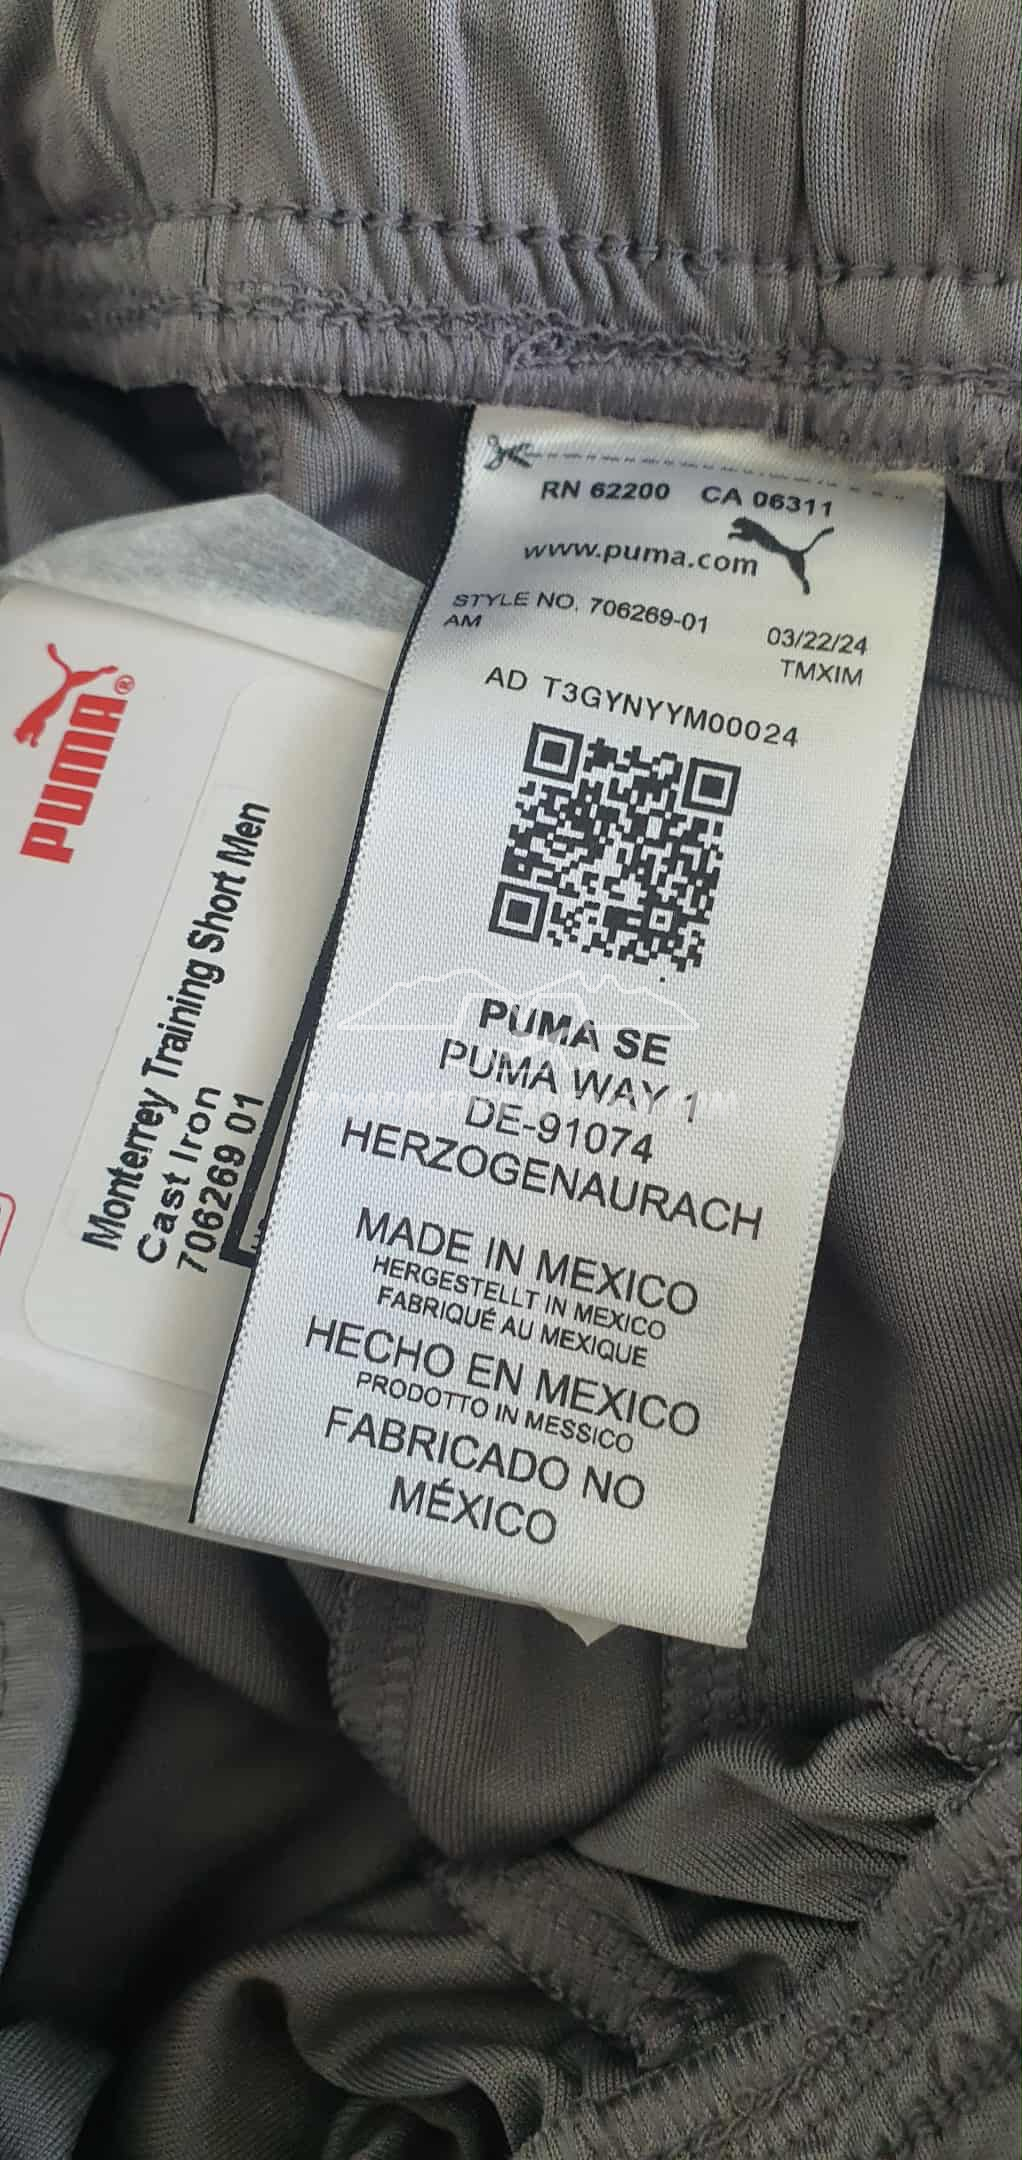 RN 62200 CA 06311
www.puma.com
STYLE NO. 706269-01 03/22/24
AM TMXIM
AD T3GYNYYM00024
PUMA SE
PUMA WAY 1
DE-91074
HERZOGENAURACH
MADE IN MEXICO
HERGESTELLT IN MEXICO
FABRIQUÉ AU MEXIQUE
HECHO EN MEXICO
PRODOTTO IN MESSICO
FABRICADO NO
MÉXICO
PUMA®
Monterrey Training Short Men
Cast Iron
706269 01